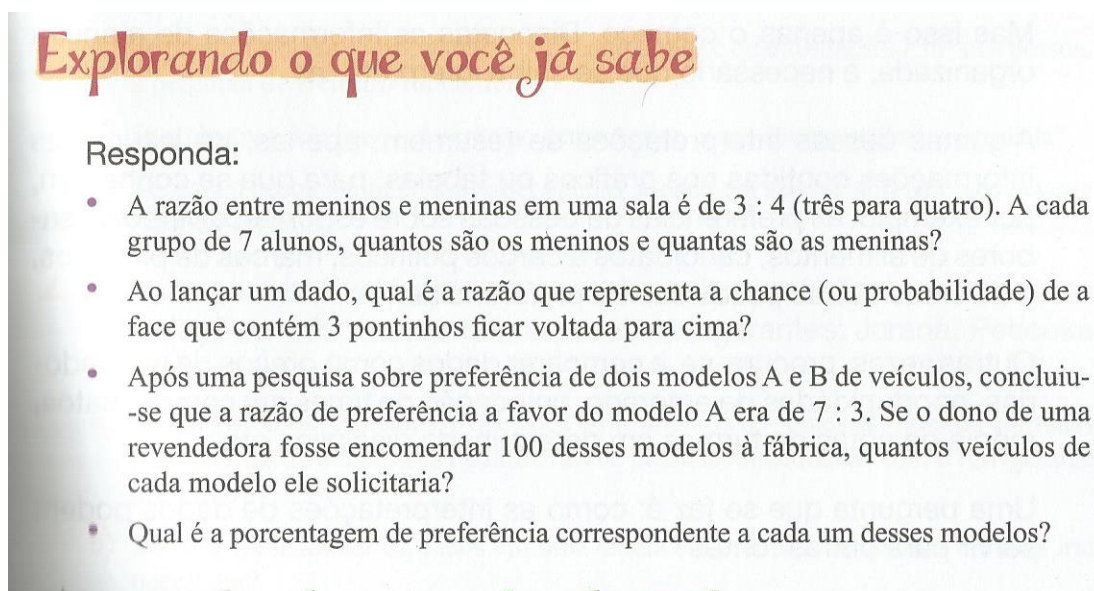 Explorando o que você já sabe
Responda:
• A razão entre meninos e meninas em uma sala é de 3 : 4 (três para quatro). A cada
grupo de 7 alunos, quantos são os meninos e quantas são as meninas?
• Ao lançar um dado, qual é a razão que representa a chance (ou probabilidade) de a
face que contém 3 pontinhos ficar voltada para cima?
• Após uma pesquisa sobre preferência de dois modelos A e B de veículos, concluiu-
-se que a razão de preferência a favor do modelo A era de 7 : 3. Se o dono de uma
revendedora fosse encomendar 100 desses modelos à fábrica, quantos veículos de
cada modelo ele solicitaria?
• Qual é a porcentagem de preferência correspondente a cada um desses modelos?